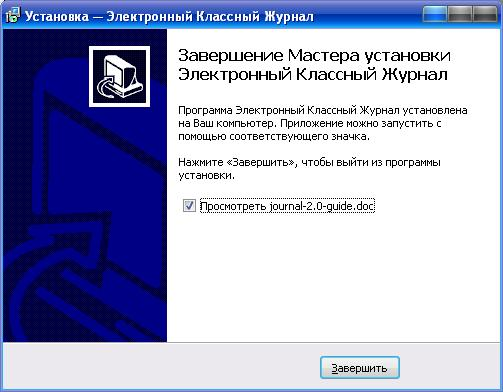 Установка — Электронный Классный Журнал
Завершение Мастера установки
Электронный Классный Журнал
Программа Электронный Классный Журнал установлена
на Ваш компьютер. Приложение можно запустить с
помощью соответствующего значка.
Нажмите «Завершить», чтобы выйти из программы
установки.
Просмотреть journal-2.0-guide.doc
Завершить